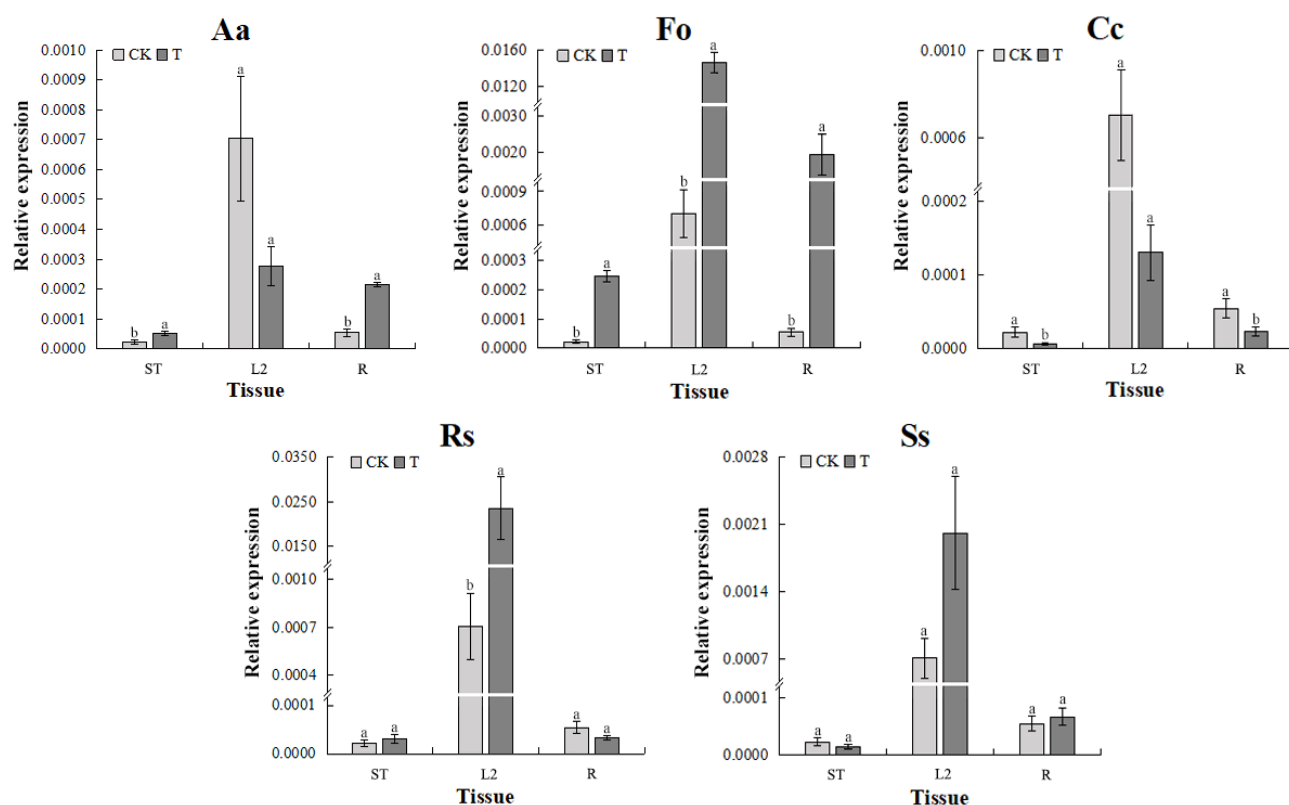 Aa
CK T
Relative expression
0.0010
0.0009
0.0008
0.0007
0.0006
0.0005
0.0004
0.0003
0.0002
0.0001
0.0000
b a a a b a
ST L2 R
Tissue
Fo
CK T
Relative expression
0.0160
0.0120
0.0030
0.0020
0.0009
0.0006
0.0003
0.0002
0.0001
0.0000
b a b a b a
ST L2 R
Tissue
Cc
CK T
Relative expression
0.0010
0.0006
0.0002
0.0001
0.0000
a b a a a b
ST L2 R
Tissue
Rs
CK T
Relative expression
0.0350
0.0250
0.0150
0.0010
0.0007
0.0004
0.0001
0.0000
a a b a a a
ST L2 R
Tissue
Ss
CK T
Relative expression
0.0028
0.0021
0.0014
0.0007
0.0001
0.0000
a a a a a a
ST L2 R
Tissue